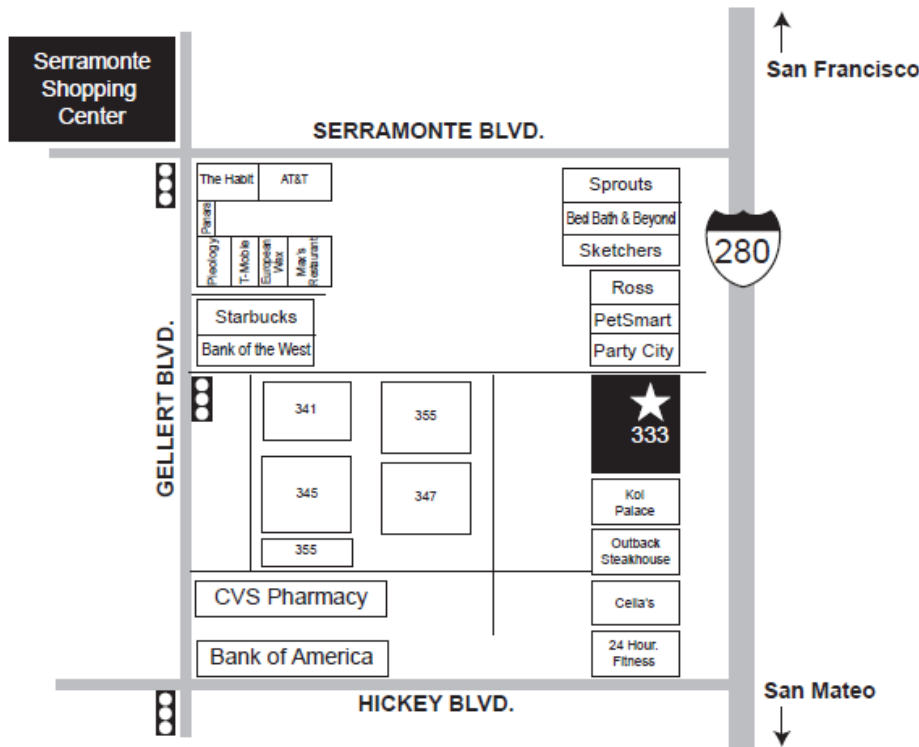 Serramonte
Shopping
Center
San Francisco
SERRAMONTE BLVD.
The Habit
AT&T
Panara
Pieology
T-Mobile
European
Wax
Max's
Restaurant
Starbucks
Bank of the West
Sprouts
Bed Bath & Beyond
Sketchers
Ross
PetSmart
Party City
280
GELLERT BLVD.
341
355
345
347
355
333
Koi
Palace
Outback
Steakhouse
Cella's
24 Hour.
Fitness
CVS Pharmacy
Bank of America
HICKEY BLVD.
San Mateo